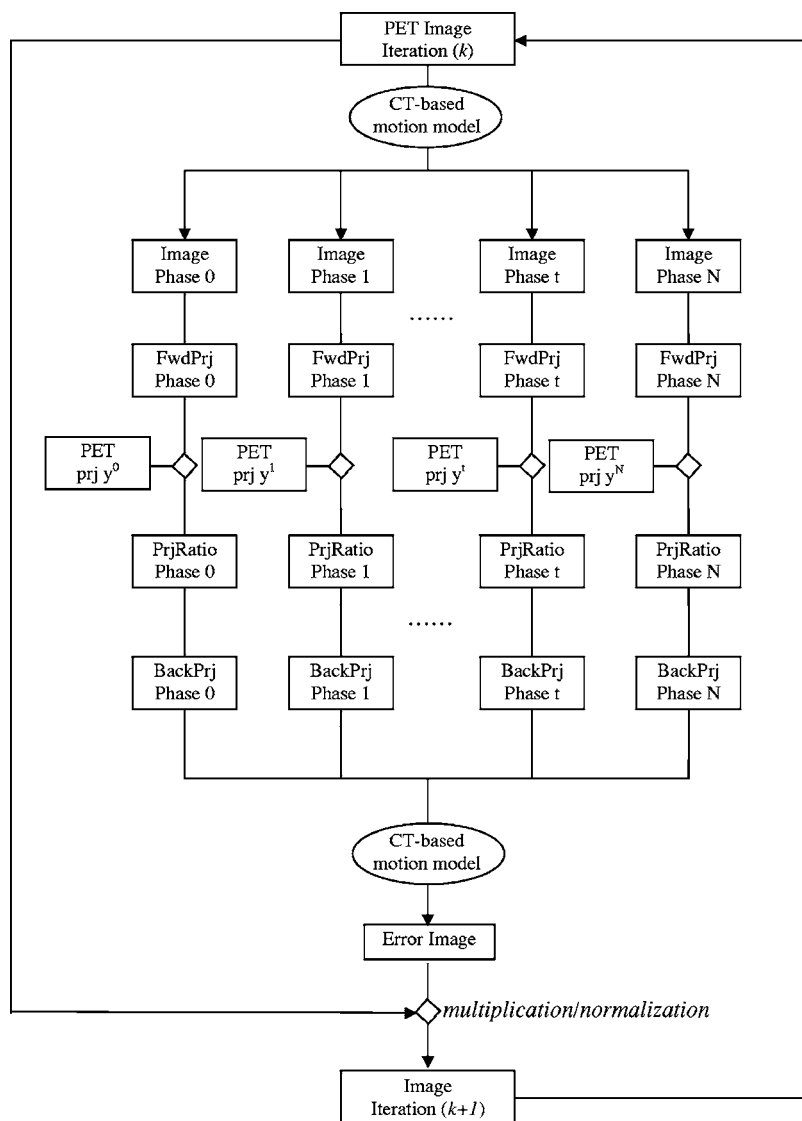 PET Image
Iteration (k)
CT-based
motion model
Image
Phase 0
Image
Phase 1
Image
Phase t
Image
Phase N
......
FwdPrj
Phase 0
FwdPrj
Phase 1
FwdPrj
Phase t
FwdPrj
Phase N
PET
prj y⁰
PET
prj y¹
PET
prj yᵗ
PET
prj yᴺ
PrjRatio
Phase 0
PrjRatio
Phase 1
PrjRatio
Phase t
PrjRatio
Phase N
......
BackPrj
Phase 0
BackPrj
Phase 1
BackPrj
Phase t
BackPrj
Phase N
CT-based
motion model
Error Image
multiplication/normalization
Image
Iteration (k+1)